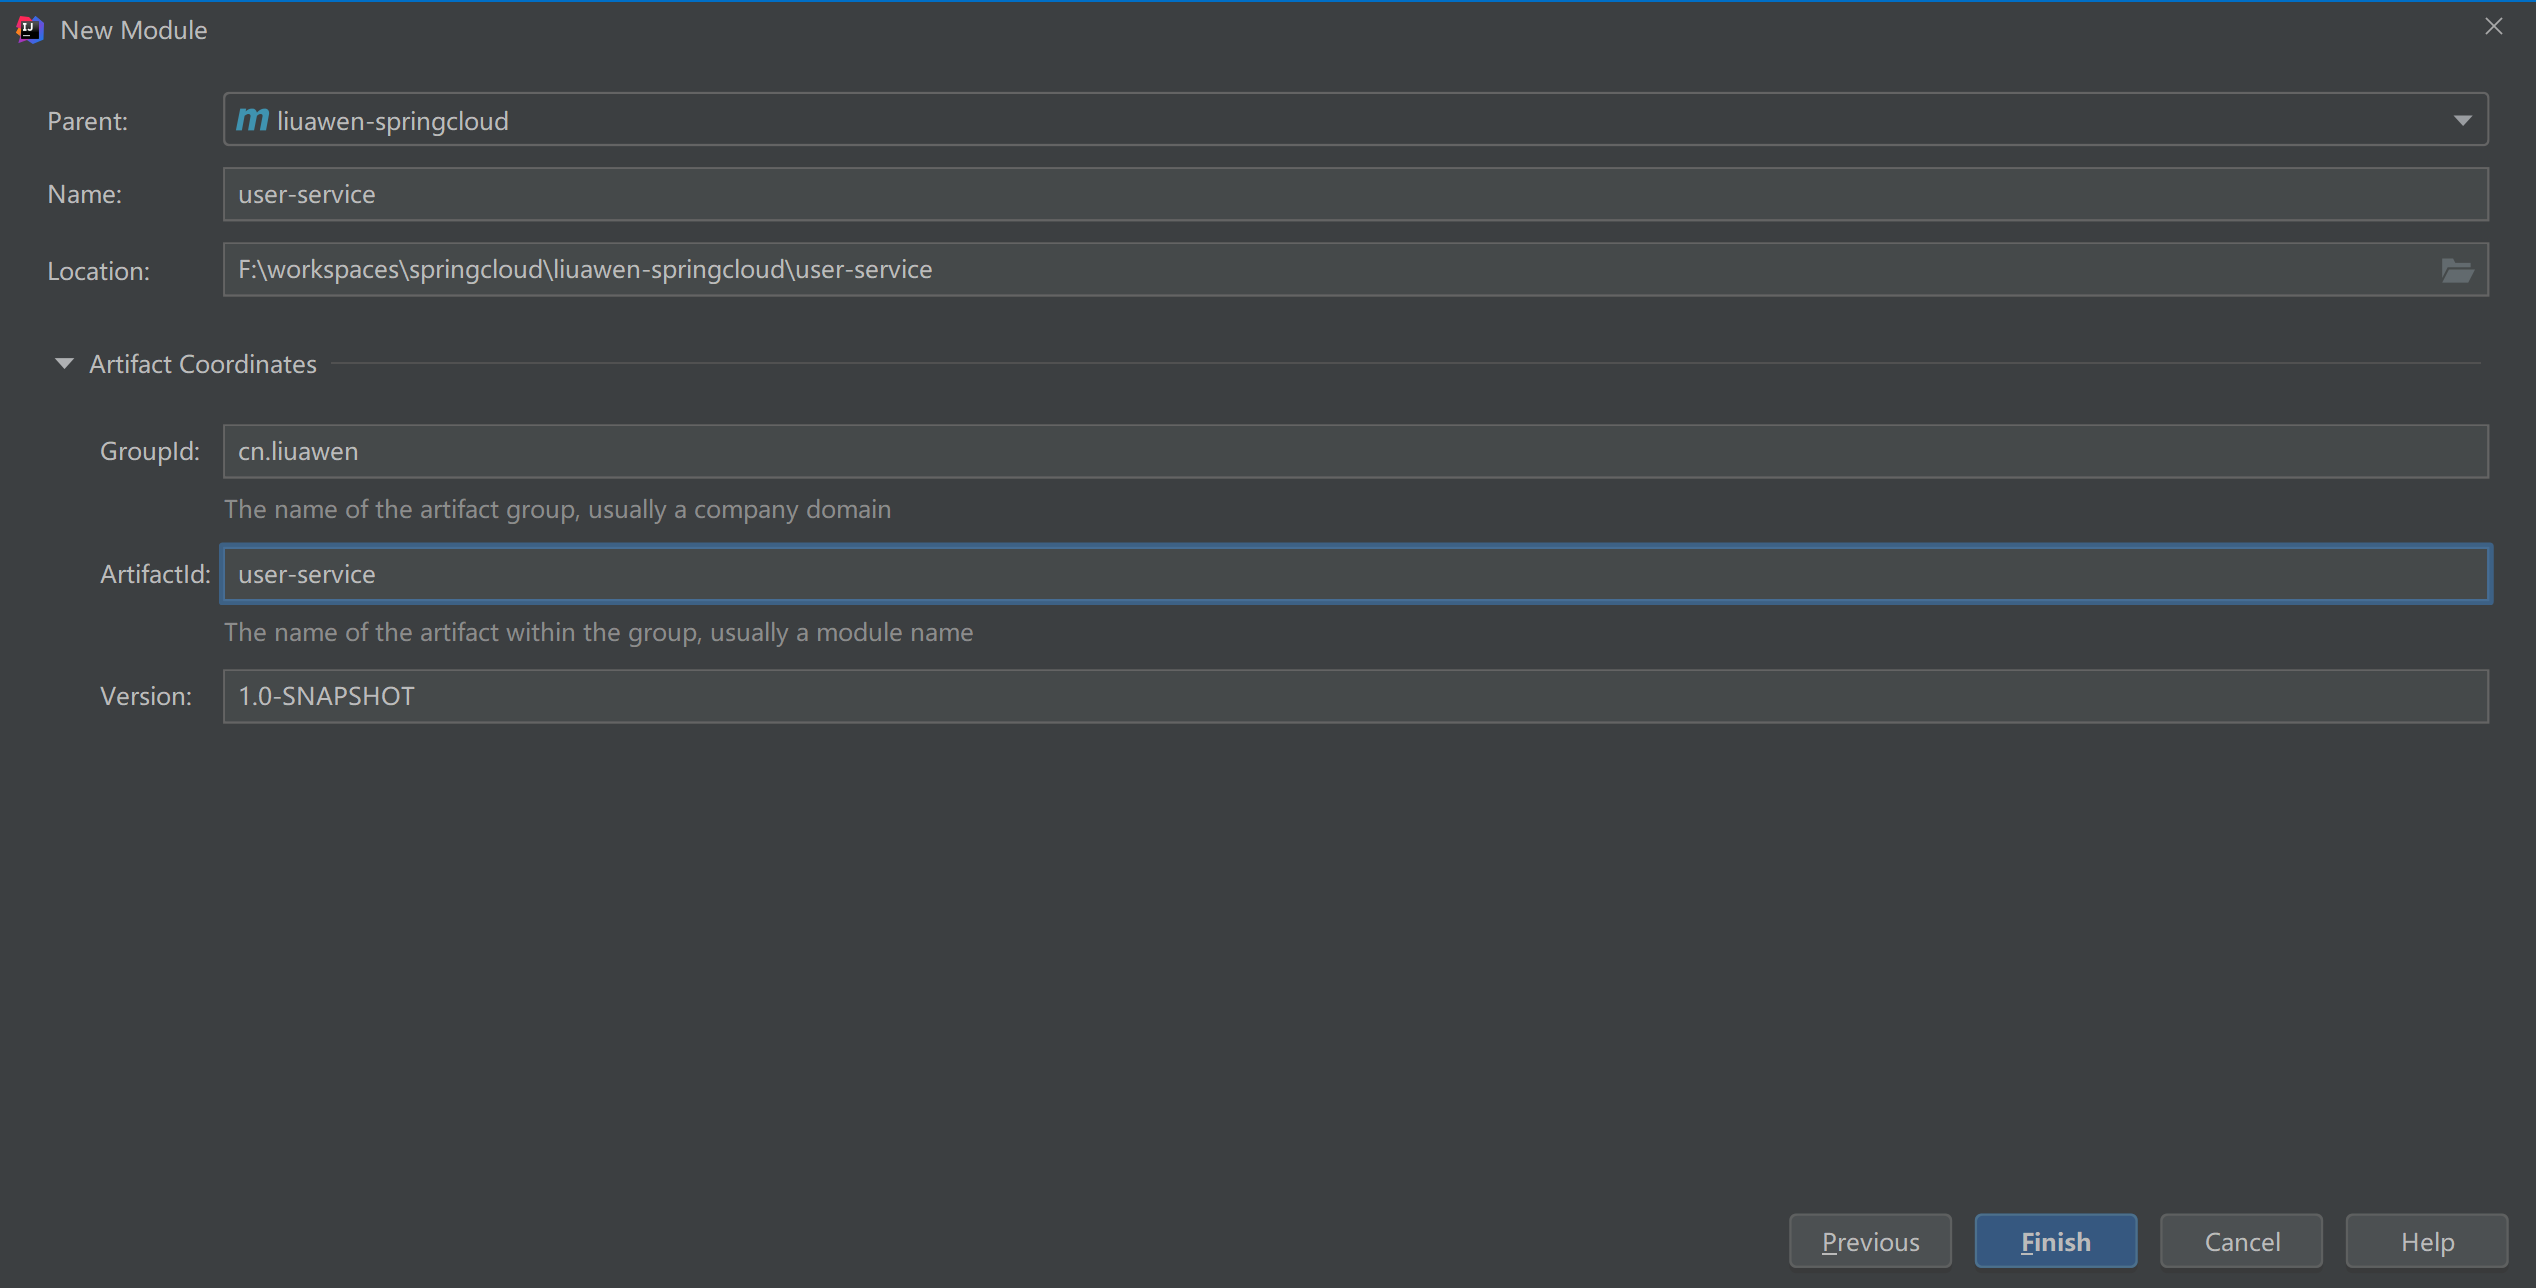 New Module
Parent: m liuawen-springcloud
Name: user-service
Location: F:\workspaces\springcloud\liuawen-springcloud\user-service
Artifact Coordinates
GroupId: cn.liuawen
The name of the artifact group, usually a company domain
ArtifactId: user-service
The name of the artifact within the group, usually a module name
Version: 1.0-SNAPSHOT
Previous Finish Cancel Help